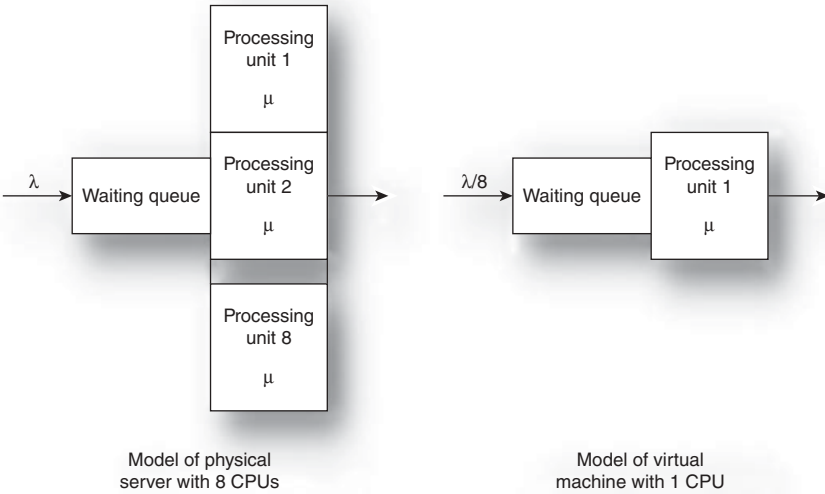 Processing
unit 1
μ
λ
Waiting queue
Processing
unit 2
μ
Processing
unit 8
μ
Model of physical
server with 8 CPUs
λ/8
Waiting queue
Processing
unit 1
μ
Model of virtual
machine with 1 CPU